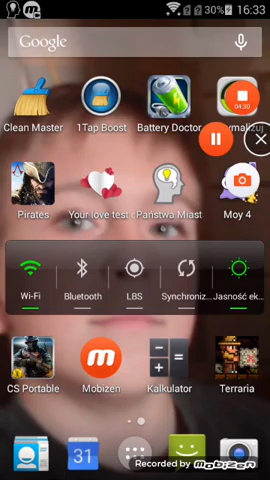 30% 16:33
Google
04:30
Clean Master 1Tap Boost Battery Doctor
Pirates Your love test c Państwa Miast Moy 4
Wi-Fi Bluetooth LBS Synchroniz... Jasność ek...
CS Portable Mobizen Kalkulator Terraria
31
Recorded by mobizen